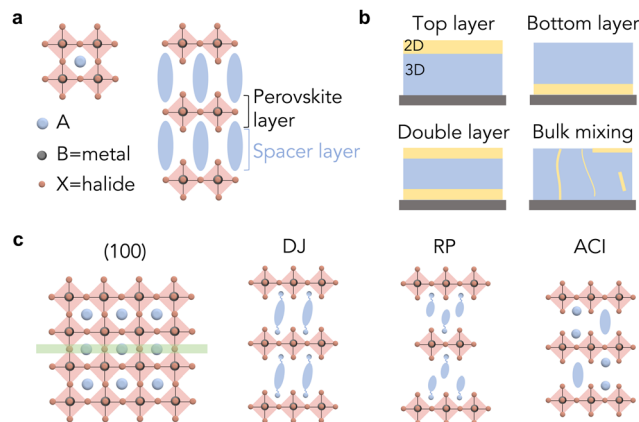 a
A
B=metal
X=halide
Perovskite
layer
Spacer layer
b
Top layer
2D
3D
Bottom layer
Double layer
Bulk mixing
c
(100)
DJ
RP
ACI